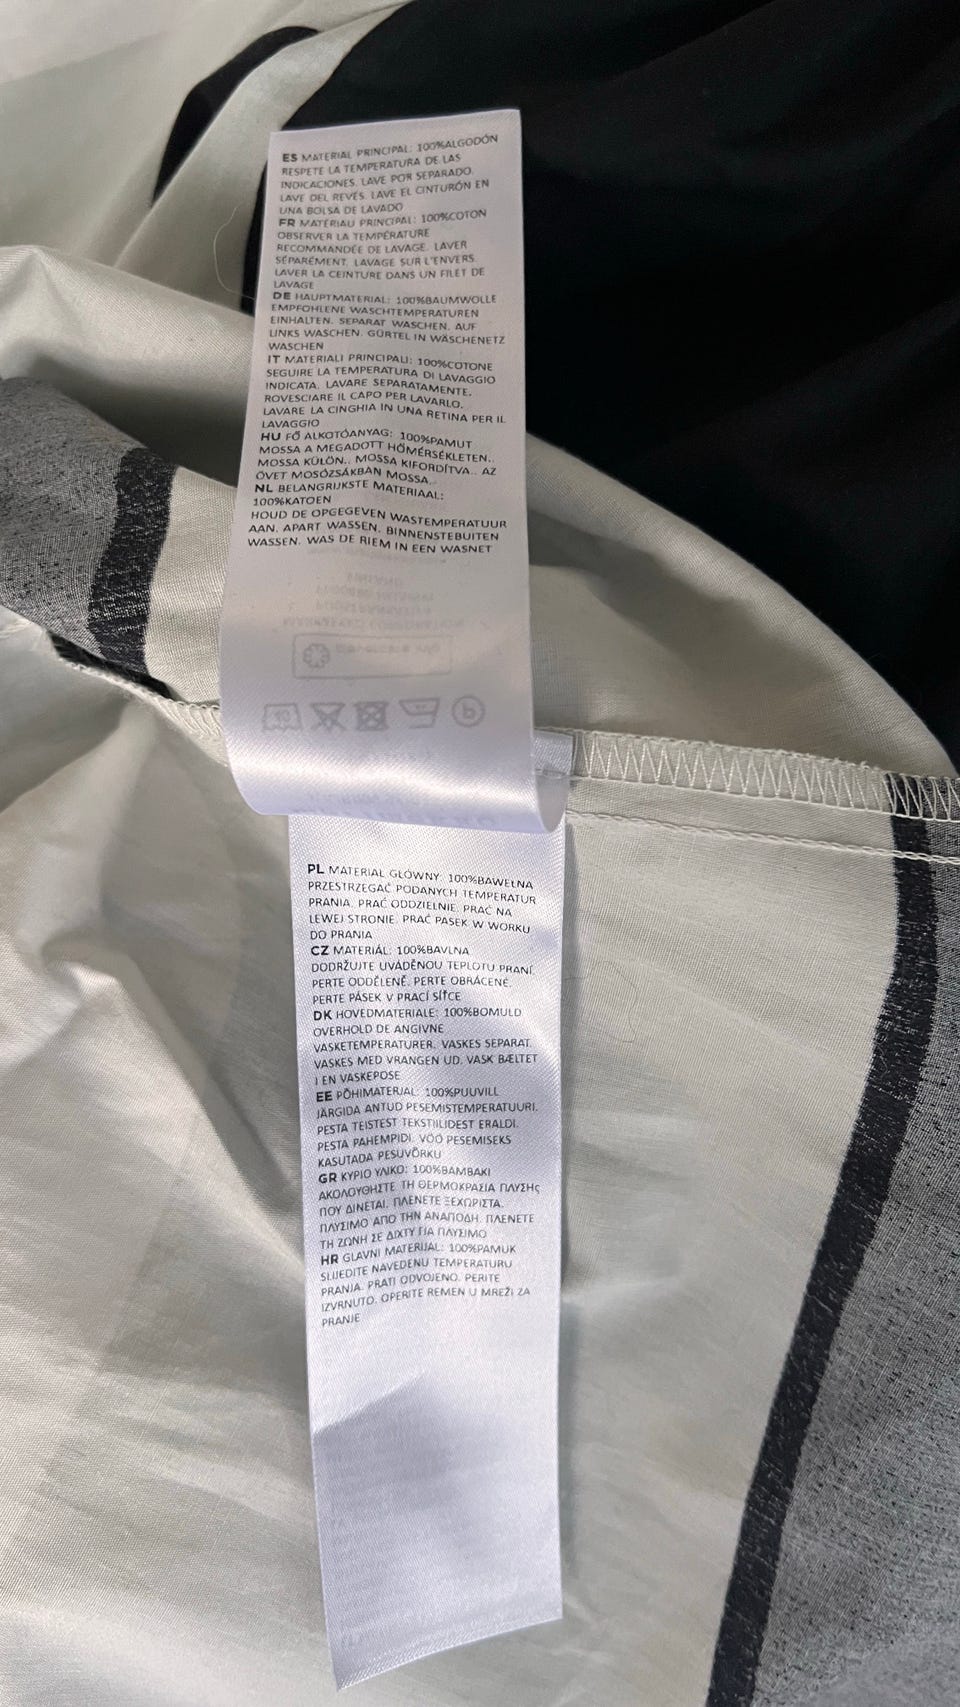 ES MATERIAL PRINCIPAL: 100%ALGODÓN
RESPETE LA TEMPERATURA DE LAS
INDICACIONES. LAVE POR SEPARADO.
LAVE DEL REVÉS. LAVE EL CINTURÓN EN
UNA BOLSA DE LAVADO
FR MATÉRIAU PRINCIPAL: 100%COTON
OBSERVER LA TEMPÉRATURE
RECOMMANDÉE DE LAVAGE. LAVER
SÉPARÉMENT. LAVAGE SUR L'ENVERS.
LAVER LA CEINTURE DANS UN FILET DE
LAVAGE
DE HAUPTMATERIAL: 100%BAUMWOLLE
EMPFOHLENE WASCHTEMPERATUREN
EINHALTEN. SEPARAT WASCHEN. AUF
LINKS WASCHEN. GÜRTEL IN WÄSCHENETZ
WASCHEN
IT MATERIALI PRINCIPALI: 100%COTONE
SEGUIRE LA TEMPERATURA DI LAVAGGIO
INDICATA. LAVARE SEPARATAMENTE.
ROVESCIARE IL CAPO PER LAVARLO.
LAVARE LA CINGHIA IN UNA RETINA PER IL
LAVAGGIO
HU FŐ ALKOTÓANYAG: 100%PAMUT
MOSSA A MEGADOTT HŐMÉRSÉKLETEN..
MOSSA KÜLÖN.. MOSSA KIFORDÍTVA.. AZ
ÖVET MOSÓZSÁKBAN MOSSA.
NL BELANGRIJKSTE MATERIAAL:
100%KATOEN
HOUD DE OPGEGEVEN WASTEMPERATUUR
AAN. APART WASSEN. BINNENSTEBUITEN
WASSEN. WAS DE RIEM IN EEN WASNET
PL MATERIAŁ GŁÓWNY: 100%BAWEŁNA
PRZESTRZEGAĆ PODANYCH TEMPERATUR
PRANIA. PRAĆ ODDZIELNIE. PRAĆ NA
LEWEJ STRONIE. PRAĆ PASEK W WORKU
DO PRANIA
CZ MATERIÁL: 100%BAVLNA
DODRŽUJTE UVÁDĚNOU TEPLOTU PRANÍ.
PERTE ODDĚLENĚ. PERTE OBRÁCENÉ.
PERTE PÁSEK V PRACÍ SÍŤCE
DK HOVEDMATERIALE: 100%BOMULD
OVERHOLD DE ANGIVNE
VASKETEMPERATURER. VASKES SEPARAT.
VASKES MED VRANGEN UD. VASK BÆLTET
I EN VASKEPOSE
EE PÕHIMATERJAL: 100%PUUVILL
JÄRGIDA ANTUD PESEMISTEMPERATUURI.
PESTA TEISTEST TEKSTIILIDEST ERALDI.
PESTA PAHEMPIDI. VÖÖ PESEMISEKS
KASUTADA PESUVÕRKU
GR ΚΥΡΙΟ ΥΛΙΚΟ: 100%ΒΑΜΒΑΚΙ
ΑΚΟΛΟΥΘΗΣΤΕ ΤΗ ΘΕΡΜΟΚΡΑΣΙΑ ΠΛΥΣΗΣ
ΠΟΥ ΔΙΝΕΤΑΙ. ΠΛΕΝΕΤΕ ΞΕΧΩΡΙΣΤΑ.
ΠΛΥΣΙΜΟ ΑΠΟ ΤΗΝ ΑΝΑΠΟΔΗ. ΠΛΕΝΕΤΕ
ΤΗ ΖΩΝΗ ΣΕ ΔΙΧΤΥ ΓΙΑ ΠΛΥΣΙΜΟ
HR GLAVNI MATERIJAL: 100%PAMUK
SLIJEDITE NAVEDENU TEMPERATURU
PRANJA. PRATI ODVOJENO. PERITE
IZVRNUTO. OPERITE REMEN U MREŽI ZA
PRANJE